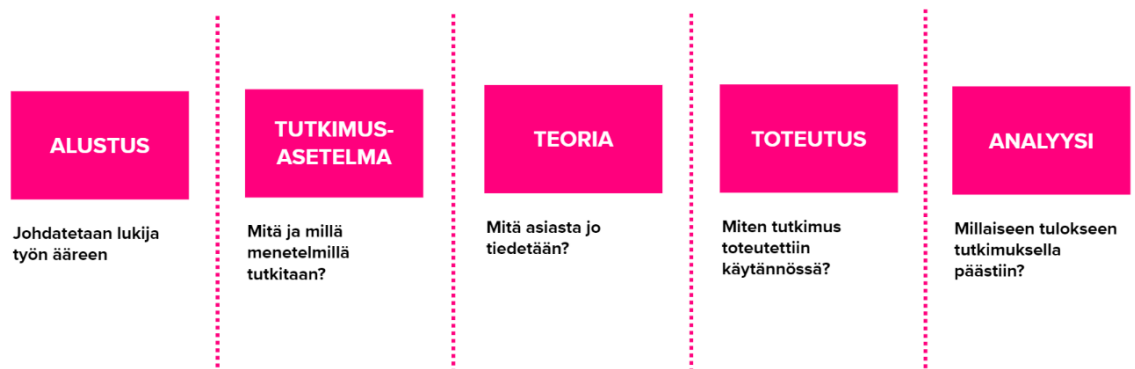 ALUSTUS
Johdatetaan lukija
työn ääreen
TUTKIMUS-
ASETELMA
Mitä ja millä
menetelmillä
tutkitaan?
TEORIA
Mitä asiasta jo
tiedetään?
TOTEUTUS
Miten tutkimus
toteutettiin
käytännössä?
ANALYYSI
Millaiseen tulokseen
tutkimuksella
päästiin?